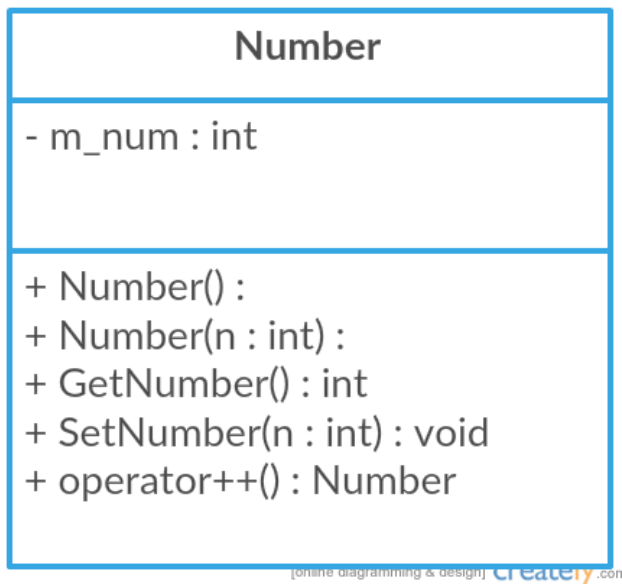 Number
- m_num : int
+ Number() :
+ Number(n : int) :
+ GetNumber() : int
+ SetNumber(n : int) : void
+ operator++() : Number
[online diagramming & design] creately.com